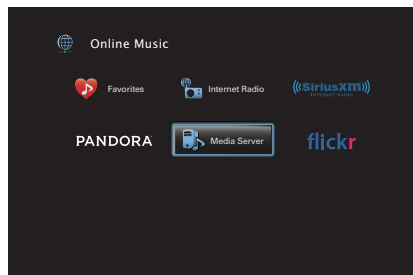 Online Music
Favorites
Internet Radio
((SiriusXM))
INTERNET RADIO
PANDORA
Media Server
flickr